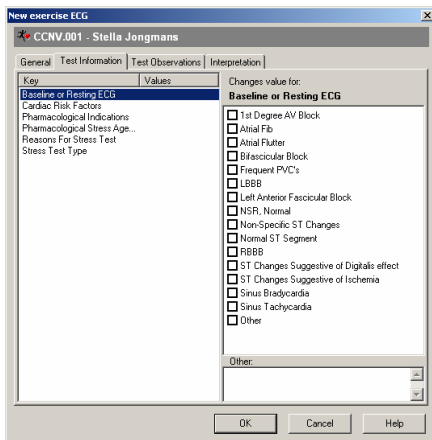 New exercise ECG
CCNV.001 - Stella Jongmans
General Test Information Test Observations Interpretation
Key Values
Baseline or Resting ECG
Cardiac Risk Factors
Pharmacological Indications
Pharmacological Stress Age...
Reasons For Stress Test
Stress Test Type
Changes value for:
Baseline or Resting ECG
1st Degree AV Block
Atrial Fib
Atrial Flutter
Bifascicular Block
Frequent PVC's
LBBB
Left Anterior Fascicular Block
NSR, Normal
Non-Specific ST Changes
Normal ST Segment
RBBB
ST Changes Suggestive of Digitalis effect
ST Changes Suggestive of Ischemia
Sinus Bradycardia
Sinus Tachycardia
Other
Other:
OK Cancel Help